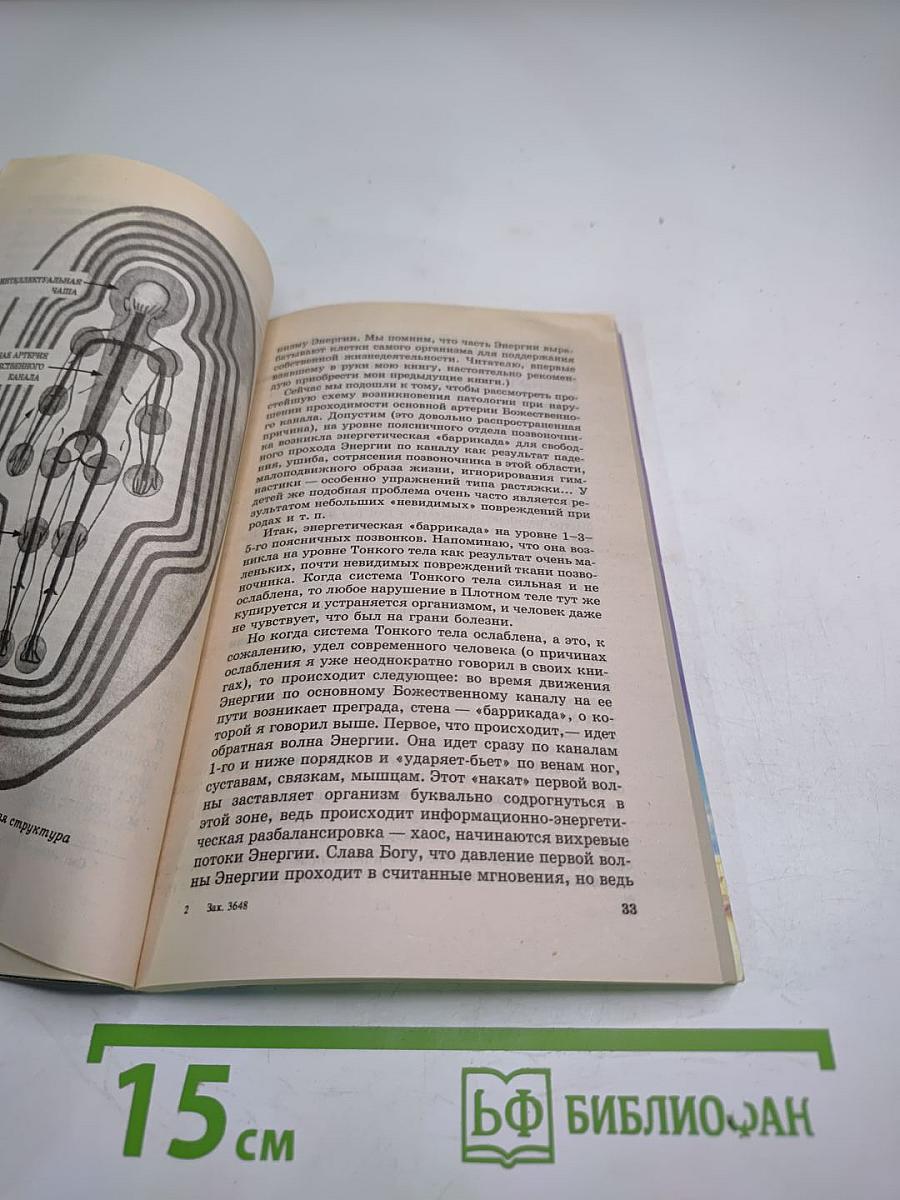 ИНТЕЛЛЕКТУАЛЬНАЯ
ЧАША
АРТЕРИЯ
КАНАЛА
структура
низму Энергии. Мы помним, что часть Энергии выра-
батывают клетки самого организма для поддержания
собственной жизнедеятельности. Читателю, впервые
взявшему в руки мою книгу, настоятельно рекомен-
дую приобрести мои предыдущие книги.)
Сейчас мы подошли к тому, чтобы рассмотреть про-
стейшую схему возникновения патологии при нару-
шении проходимости основной артерии Божественно-
го канала. Допустим (это довольно распространенная
причина), на уровне поясничного отдела позвоночни-
ка возникла энергетическая «баррикада» для свобод-
ного прохода Энергии по каналу как результат паде-
ния, ушиба, сотрясения позвоночника в этой области,
малоподвижного образа жизни, игнорирования гим-
настики — особенно упражнений типа растяжки... У
детей же подобная проблема очень часто является ре-
зультатом небольших «невидимых» повреждений при
родах и т. п.
Итак, энергетическая «баррикада» на уровне 1–3–
5-го поясничных позвонков. Напоминаю, что она воз-
никла на уровне Тонкого тела как результат очень ма-
леньких, почти невидимых повреждений ткани позво-
ночника. Когда система Тонкого тела сильная и не
ослаблена, то любое нарушение в Плотном теле тут же
купируется и устраняется организмом, и человек даже
не чувствует, что был на грани болезни.
Но когда система Тонкого тела ослаблена, а это, к
сожалению, удел современного человека (о причинах
ослабления я уже неоднократно говорил в своих кни-
гах), то происходит следующее: во время движения
Энергии по основному Божественному каналу на ее
пути возникает преграда, стена — «баррикада», о ко-
торой я говорил выше. Первое, что происходит,— идет
обратная волна Энергии. Она идет сразу по каналам
1-го и ниже порядков и «ударяет-бьет» по венам ног,
суставам, связкам, мышцам. Этот «накат» первой вол-
ны заставляет организм буквально содрогнуться в
этой зоне, ведь происходит информационно-энергети-
ческая разбалансировка — хаос, начинаются вихревые
потоки Энергии. Слава Богу, что давление первой вол-
ны Энергии проходит в считанные мгновения, но ведь
2 Зак. 3648
33
15 см
БФ БИБЛИОФАН